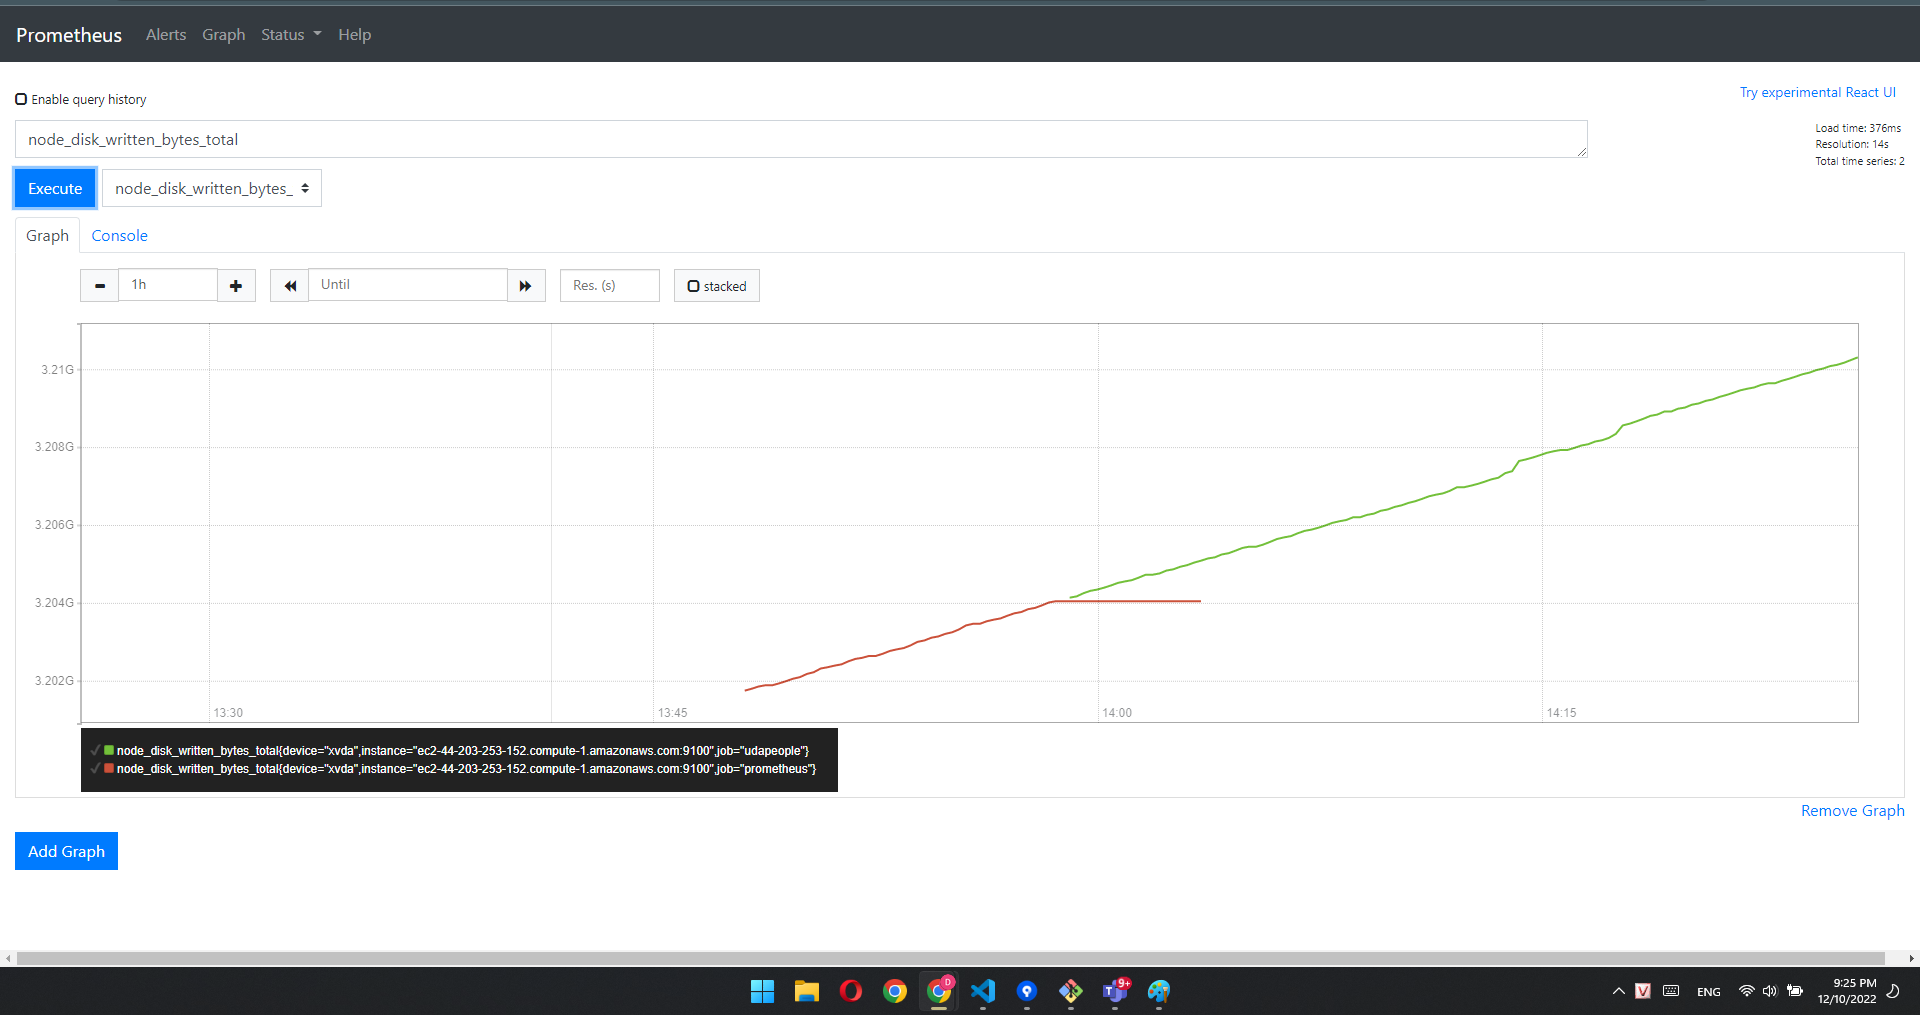 Prometheus Alerts Graph Status Help
Enable query history
Try experimental React UI
node_disk_written_bytes_total
Load time: 376ms
Resolution: 14s
Total time series: 2
Execute node_disk_written_bytes_
Graph Console
1h Until Res. (s) stacked
3.21G
3.208G
3.206G
3.204G
3.202G
13:30 13:45 14:00 14:15
node_disk_written_bytes_total{device="xvda",instance="ec2-44-203-253-152.compute-1.amazonaws.com:9100",job="udapeople"}
node_disk_written_bytes_total{device="xvda",instance="ec2-44-203-253-152.compute-1.amazonaws.com:9100",job="prometheus"}
Remove Graph
Add Graph
D
T
9+
V
ENG
9:25 PM
12/10/2022